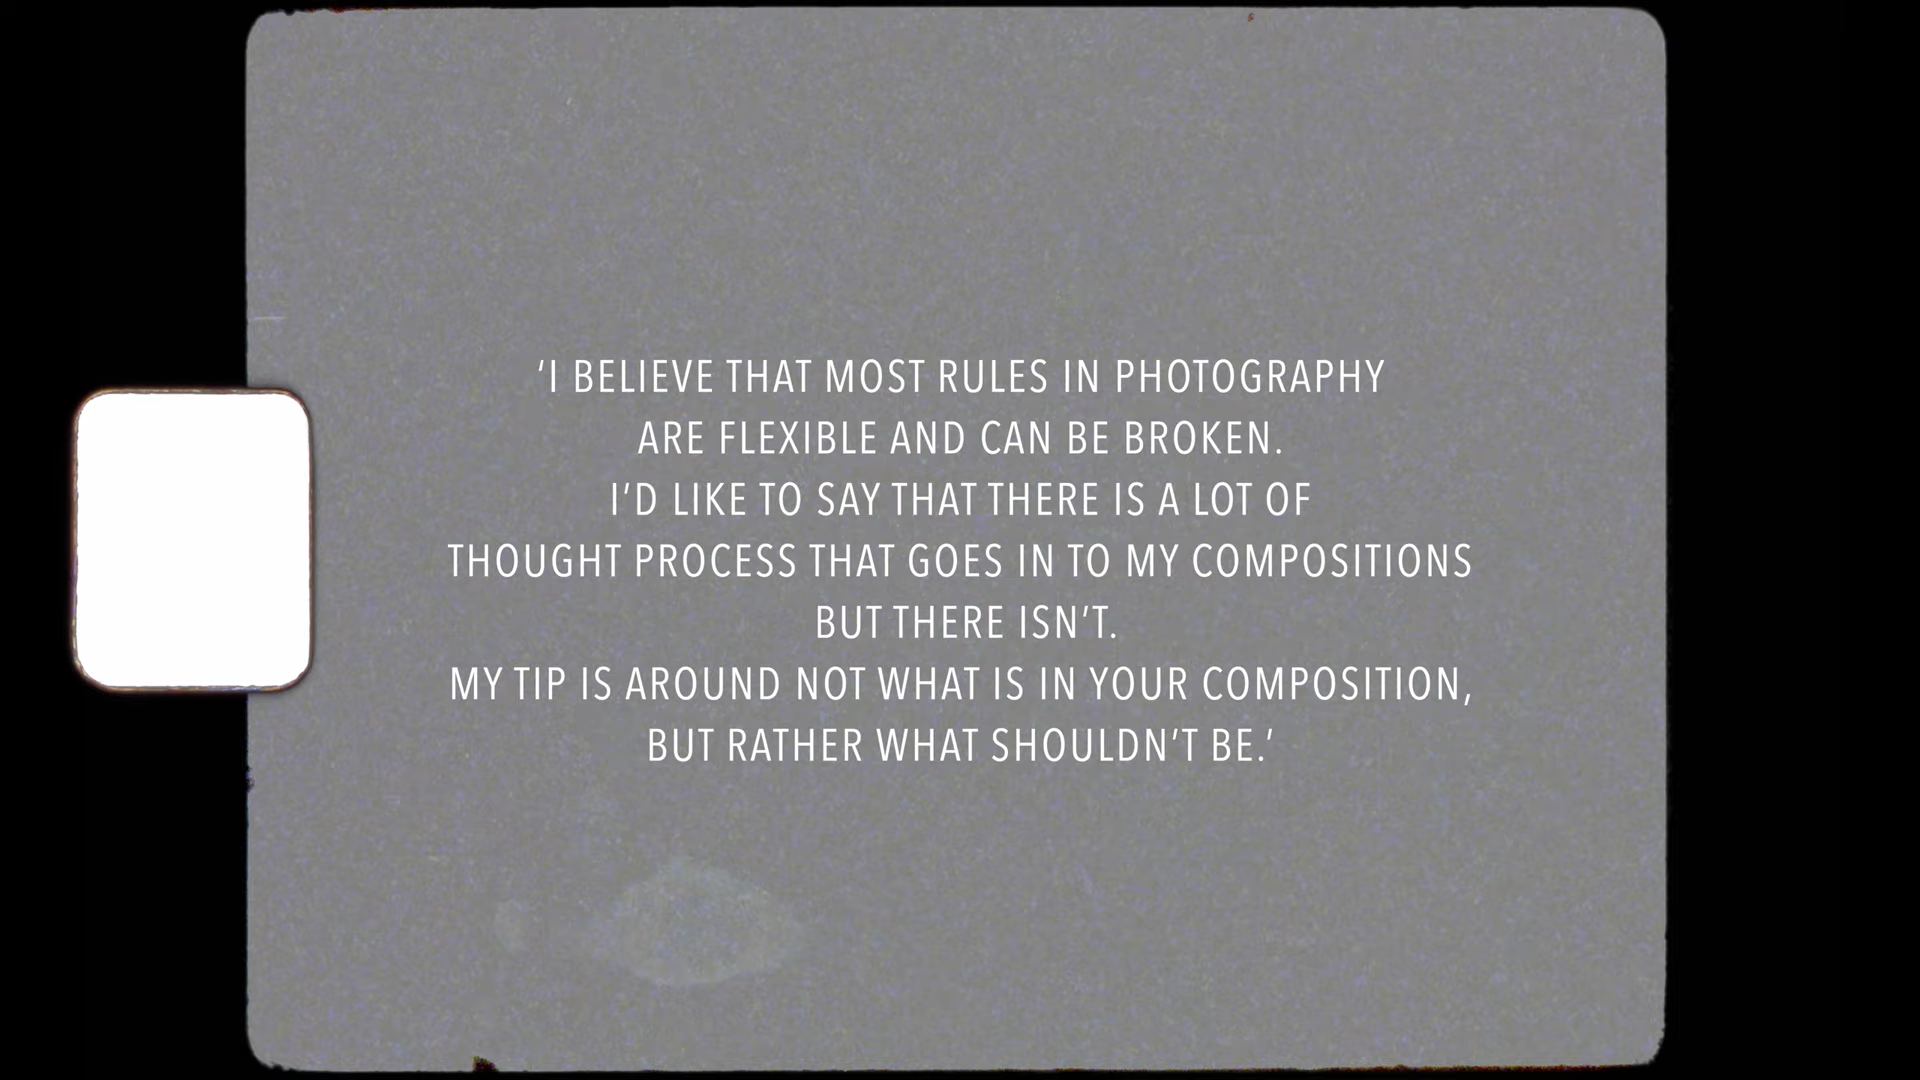 ‘I BELIEVE THAT MOST RULES IN PHOTOGRAPHY
ARE FLEXIBLE AND CAN BE BROKEN.
I’D LIKE TO SAY THAT THERE IS A LOT OF
THOUGHT PROCESS THAT GOES IN TO MY COMPOSITIONS
BUT THERE ISN’T.
MY TIP IS AROUND NOT WHAT IS IN YOUR COMPOSITION,
BUT RATHER WHAT SHOULDN’T BE.’